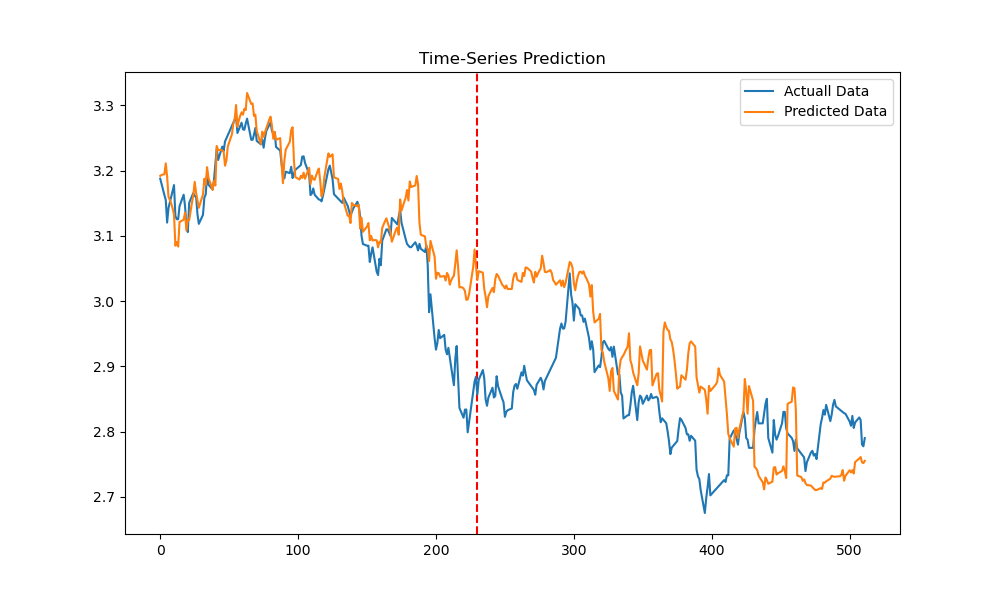 Time-Series Prediction
Actuall Data
Predicted Data
3.3
3.2
3.1
3.0
2.9
2.8
2.7
0 100 200 300 400 500